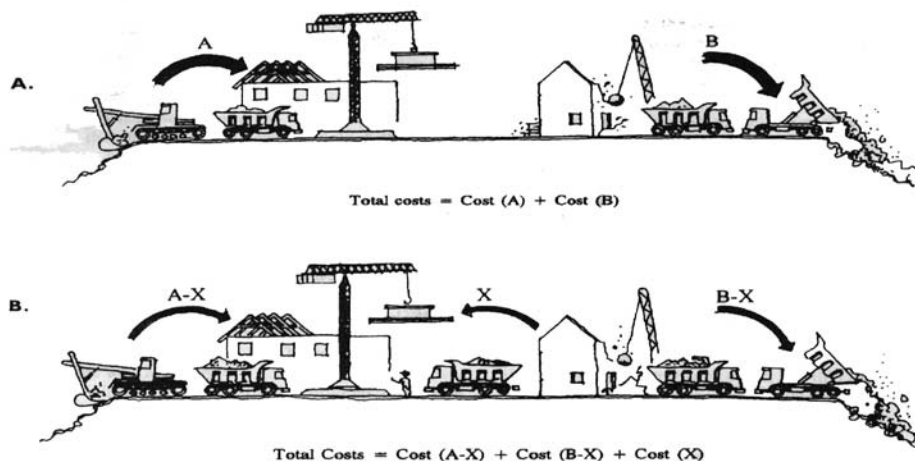 A
B
A.
Total costs = Cost (A) + Cost (B)
A-X
X
B-X
B.
Total Costs = Cost (A-X) + Cost (B-X) + Cost (X)